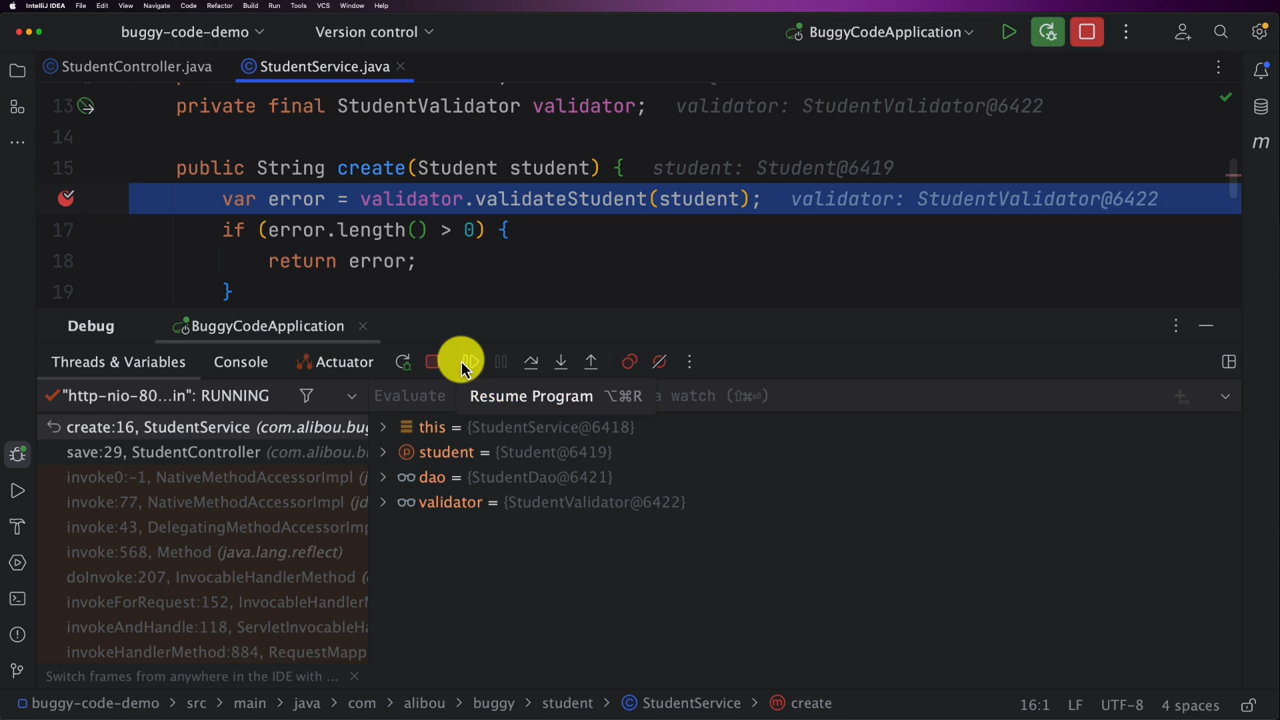 IntelliJ IDEA File Edit View Navigate Code Refactor Build Run Tools VCS Window Help
buggy-code-demo Version control BuggyCodeApplication
StudentController.java StudentService.java
13 private final StudentValidator validator; validator: StudentValidator@6422
14
15 public String create(Student student) { student: Student@6419
var error = validator.validateStudent(student); validator: StudentValidator@6422
17 if (error.length() > 0) {
18 return error;
19 }
Debug BuggyCodeApplication
Threads & Variables Console Actuator
"http-nio-80...in": RUNNING Evaluate a watch (⇧⌘⏎)
Resume Program ⌥⌘R
create:16, StudentService (com.alibou.bug this = {StudentService@6418}
save:29, StudentController (com.alibou.b student = {Student@6419}
invoke0:-1, NativeMethodAccessorImpl dao = {StudentDao@6421}
invoke:77, NativeMethodAccessorImpl (jd validator = {StudentValidator@6422}
invoke:43, DelegatingMethodAccessorImp
invoke:568, Method (java.lang.reflect)
doInvoke:207, InvocableHandlerMethod
invokeForRequest:152, InvocableHandler
invokeAndHandle:118, ServletInvocableHa
invokeHandlerMethod:884, RequestMapp
Switch frames from anywhere in the IDE with ...
buggy-code-demo > src > main > java > com > alibou > buggy > student > StudentService > create 16:1 LF UTF-8 4 spaces